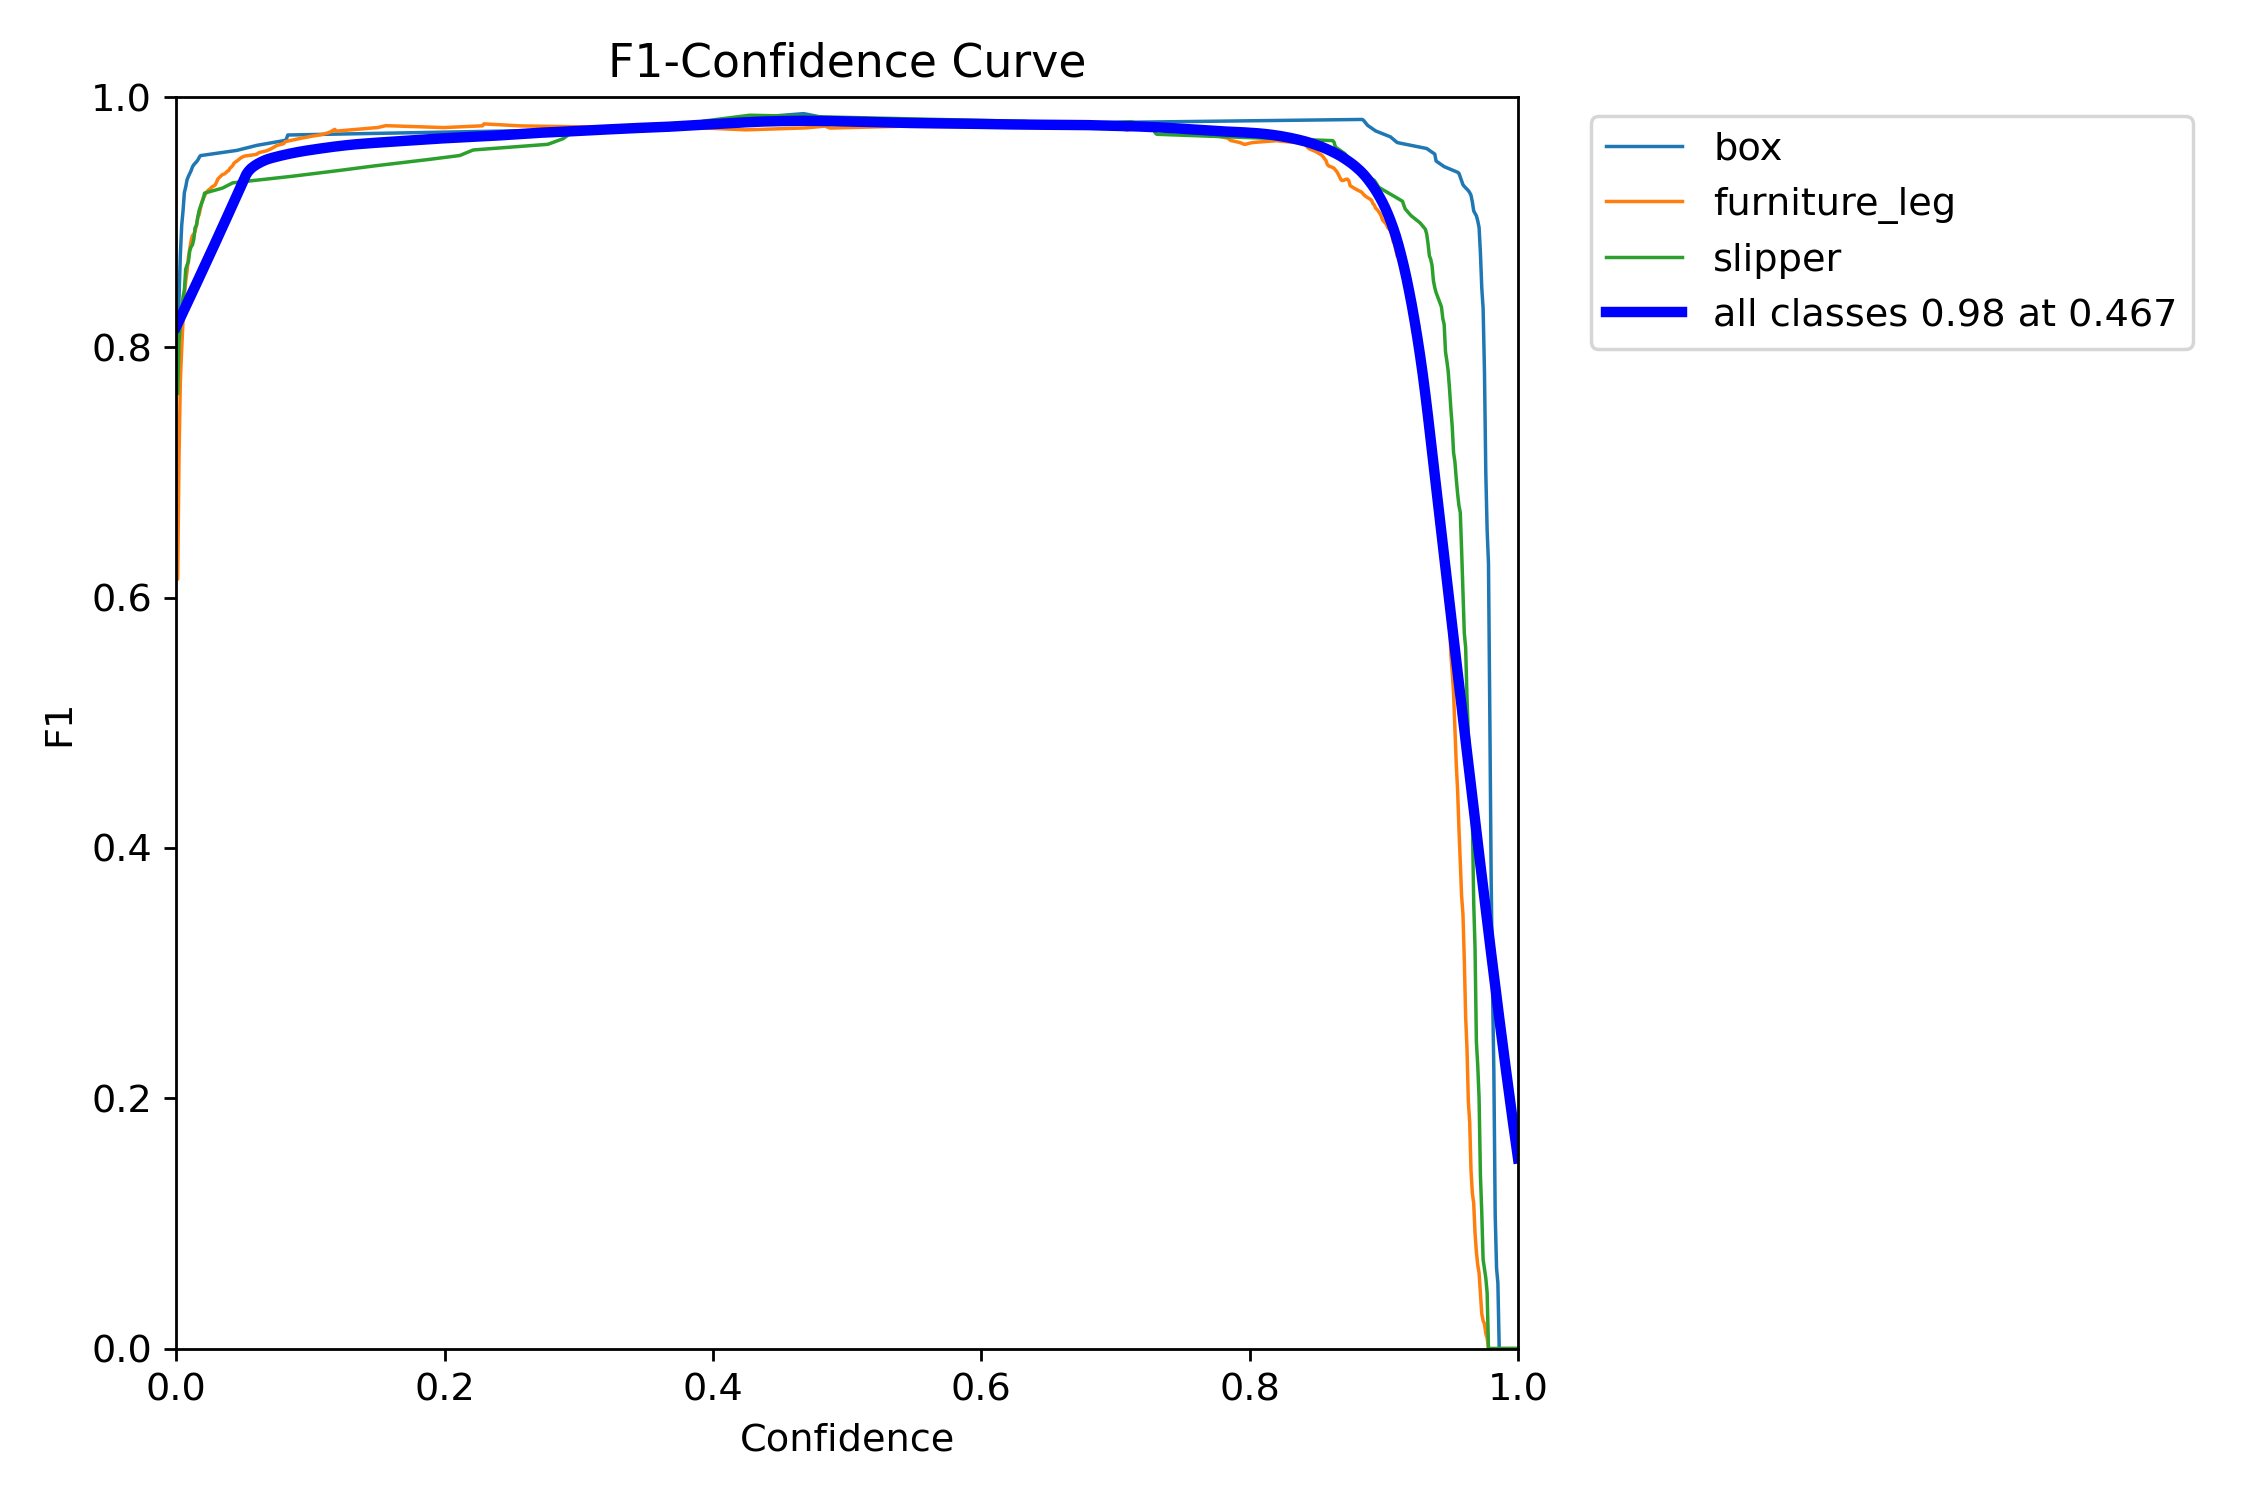 F1-Confidence Curve
1.0
0.8
0.6
0.4
0.2
0.0
F1
0.0 0.2 0.4 0.6 0.8 1.0
Confidence
box
furniture_leg
slipper
all classes 0.98 at 0.467